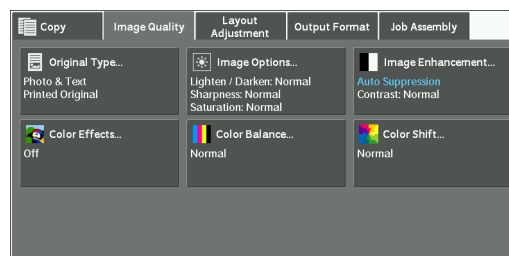 Copy
Image Quality
Layout
Adjustment
Output Format
Job Assembly
Original Type...
Photo & Text
Printed Original
Image Options...
Lighten / Darken: Normal
Sharpness: Normal
Saturation: Normal
Image Enhancement...
Auto Suppression
Contrast: Normal
Color Effects...
Off
Color Balance...
Normal
Color Shift...
Normal